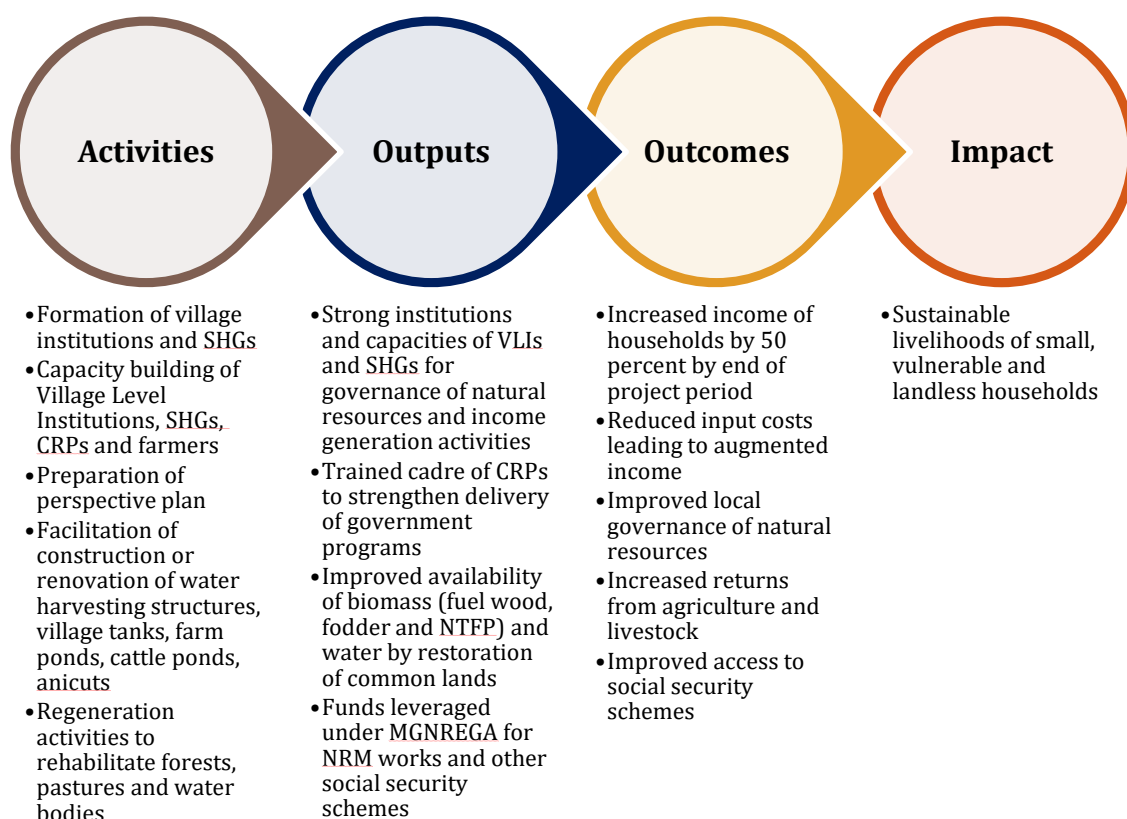 Activities
Outputs
Outcomes
Impact
•Formation of village
institutions and SHGs
•Capacity building of
Village Level
Institutions, SHGs,
CRPs and farmers
•Preparation of
perspective plan
•Facilitation of
construction or
renovation of water
harvesting structures,
village tanks, farm
ponds, cattle ponds,
anicuts
•Regeneration
activities to
rehabilitate forests,
pastures and water
bodies
•Strong institutions
and capacities of VLIs
and SHGs for
governance of natural
resources and income
generation activities
•Trained cadre of CRPs
to strengthen delivery
of government
programs
•Improved availability
of biomass (fuel wood,
fodder and NTFP) and
water by restoration
of common lands
•Funds leveraged
under MGNREGA for
NRM works and other
social security
schemes
•Increased income of
households by 50
percent by end of
project period
•Reduced input costs
leading to augmented
income
•Improved local
governance of natural
resources
•Increased returns
from agriculture and
livestock
•Improved access to
social security
schemes
•Sustainable
livelihoods of small,
vulnerable and
landless households